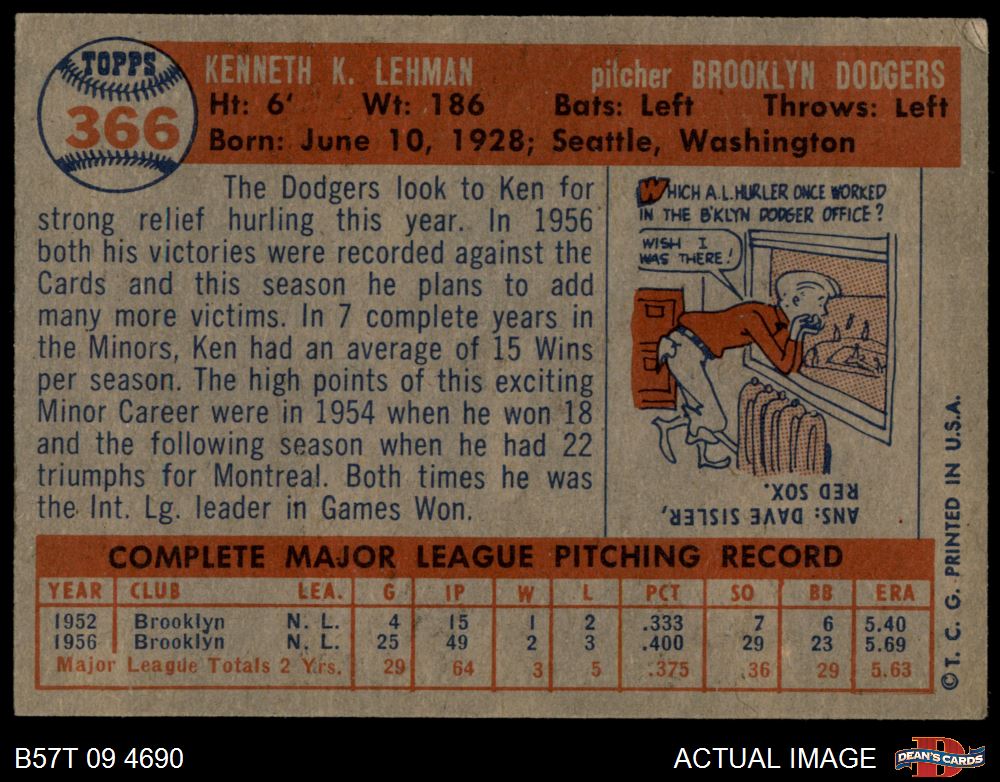 TOPPS
366
KENNETH K. LEHMAN pitcher BROOKLYN DODGERS
Ht: 6' Wt: 186 Bats: Left Throws: Left
Born: June 10, 1928; Seattle, Washington
The Dodgers look to Ken for
strong relief hurling this year. In 1956
both his victories were recorded against the
Cards and this season he plans to add
many more victims. In 7 complete years in
the Minors, Ken had an average of 15 Wins
per season. The high points of this exciting
Minor Career were in 1954 when he won 18
and the following season when he had 22
triumphs for Montreal. Both times he was
the Int. Lg. leader in Games Won.
WHICH A.L. HURLER ONCE WORKED
IN THE B'KLYN DODGER OFFICE?
WISH I
WAS THERE!
ANS: DAVE SISLER,
RED SOX.
COMPLETE MAJOR LEAGUE PITCHING RECORD
YEAR CLUB LEA. G IP W L PCT SO BB ERA
1952 Brooklyn N. L. 4 15 1 2 .333 7 6 5.40
1956 Brooklyn N. L. 25 49 2 3 .400 29 23 5.69
Major League Totals 2 Yrs. 29 64 3 5 .375 36 29 5.63
©T. C. G. PRINTED IN U.S.A.
B57T 09 4690
ACTUAL IMAGE
D
DEAN'S CARDS